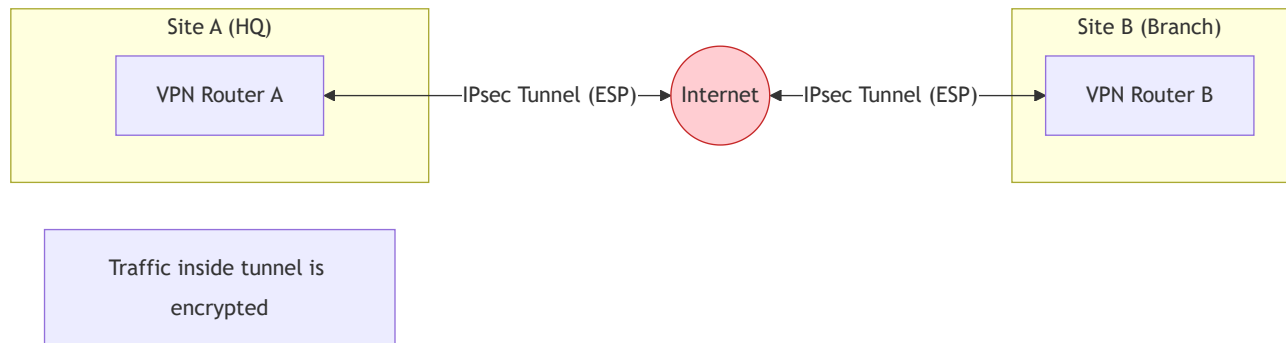 Site A (HQ)
Site B (Branch)
VPN Router A
IPsec Tunnel (ESP)
Internet
IPsec Tunnel (ESP)
VPN Router B
Traffic inside tunnel is
encrypted